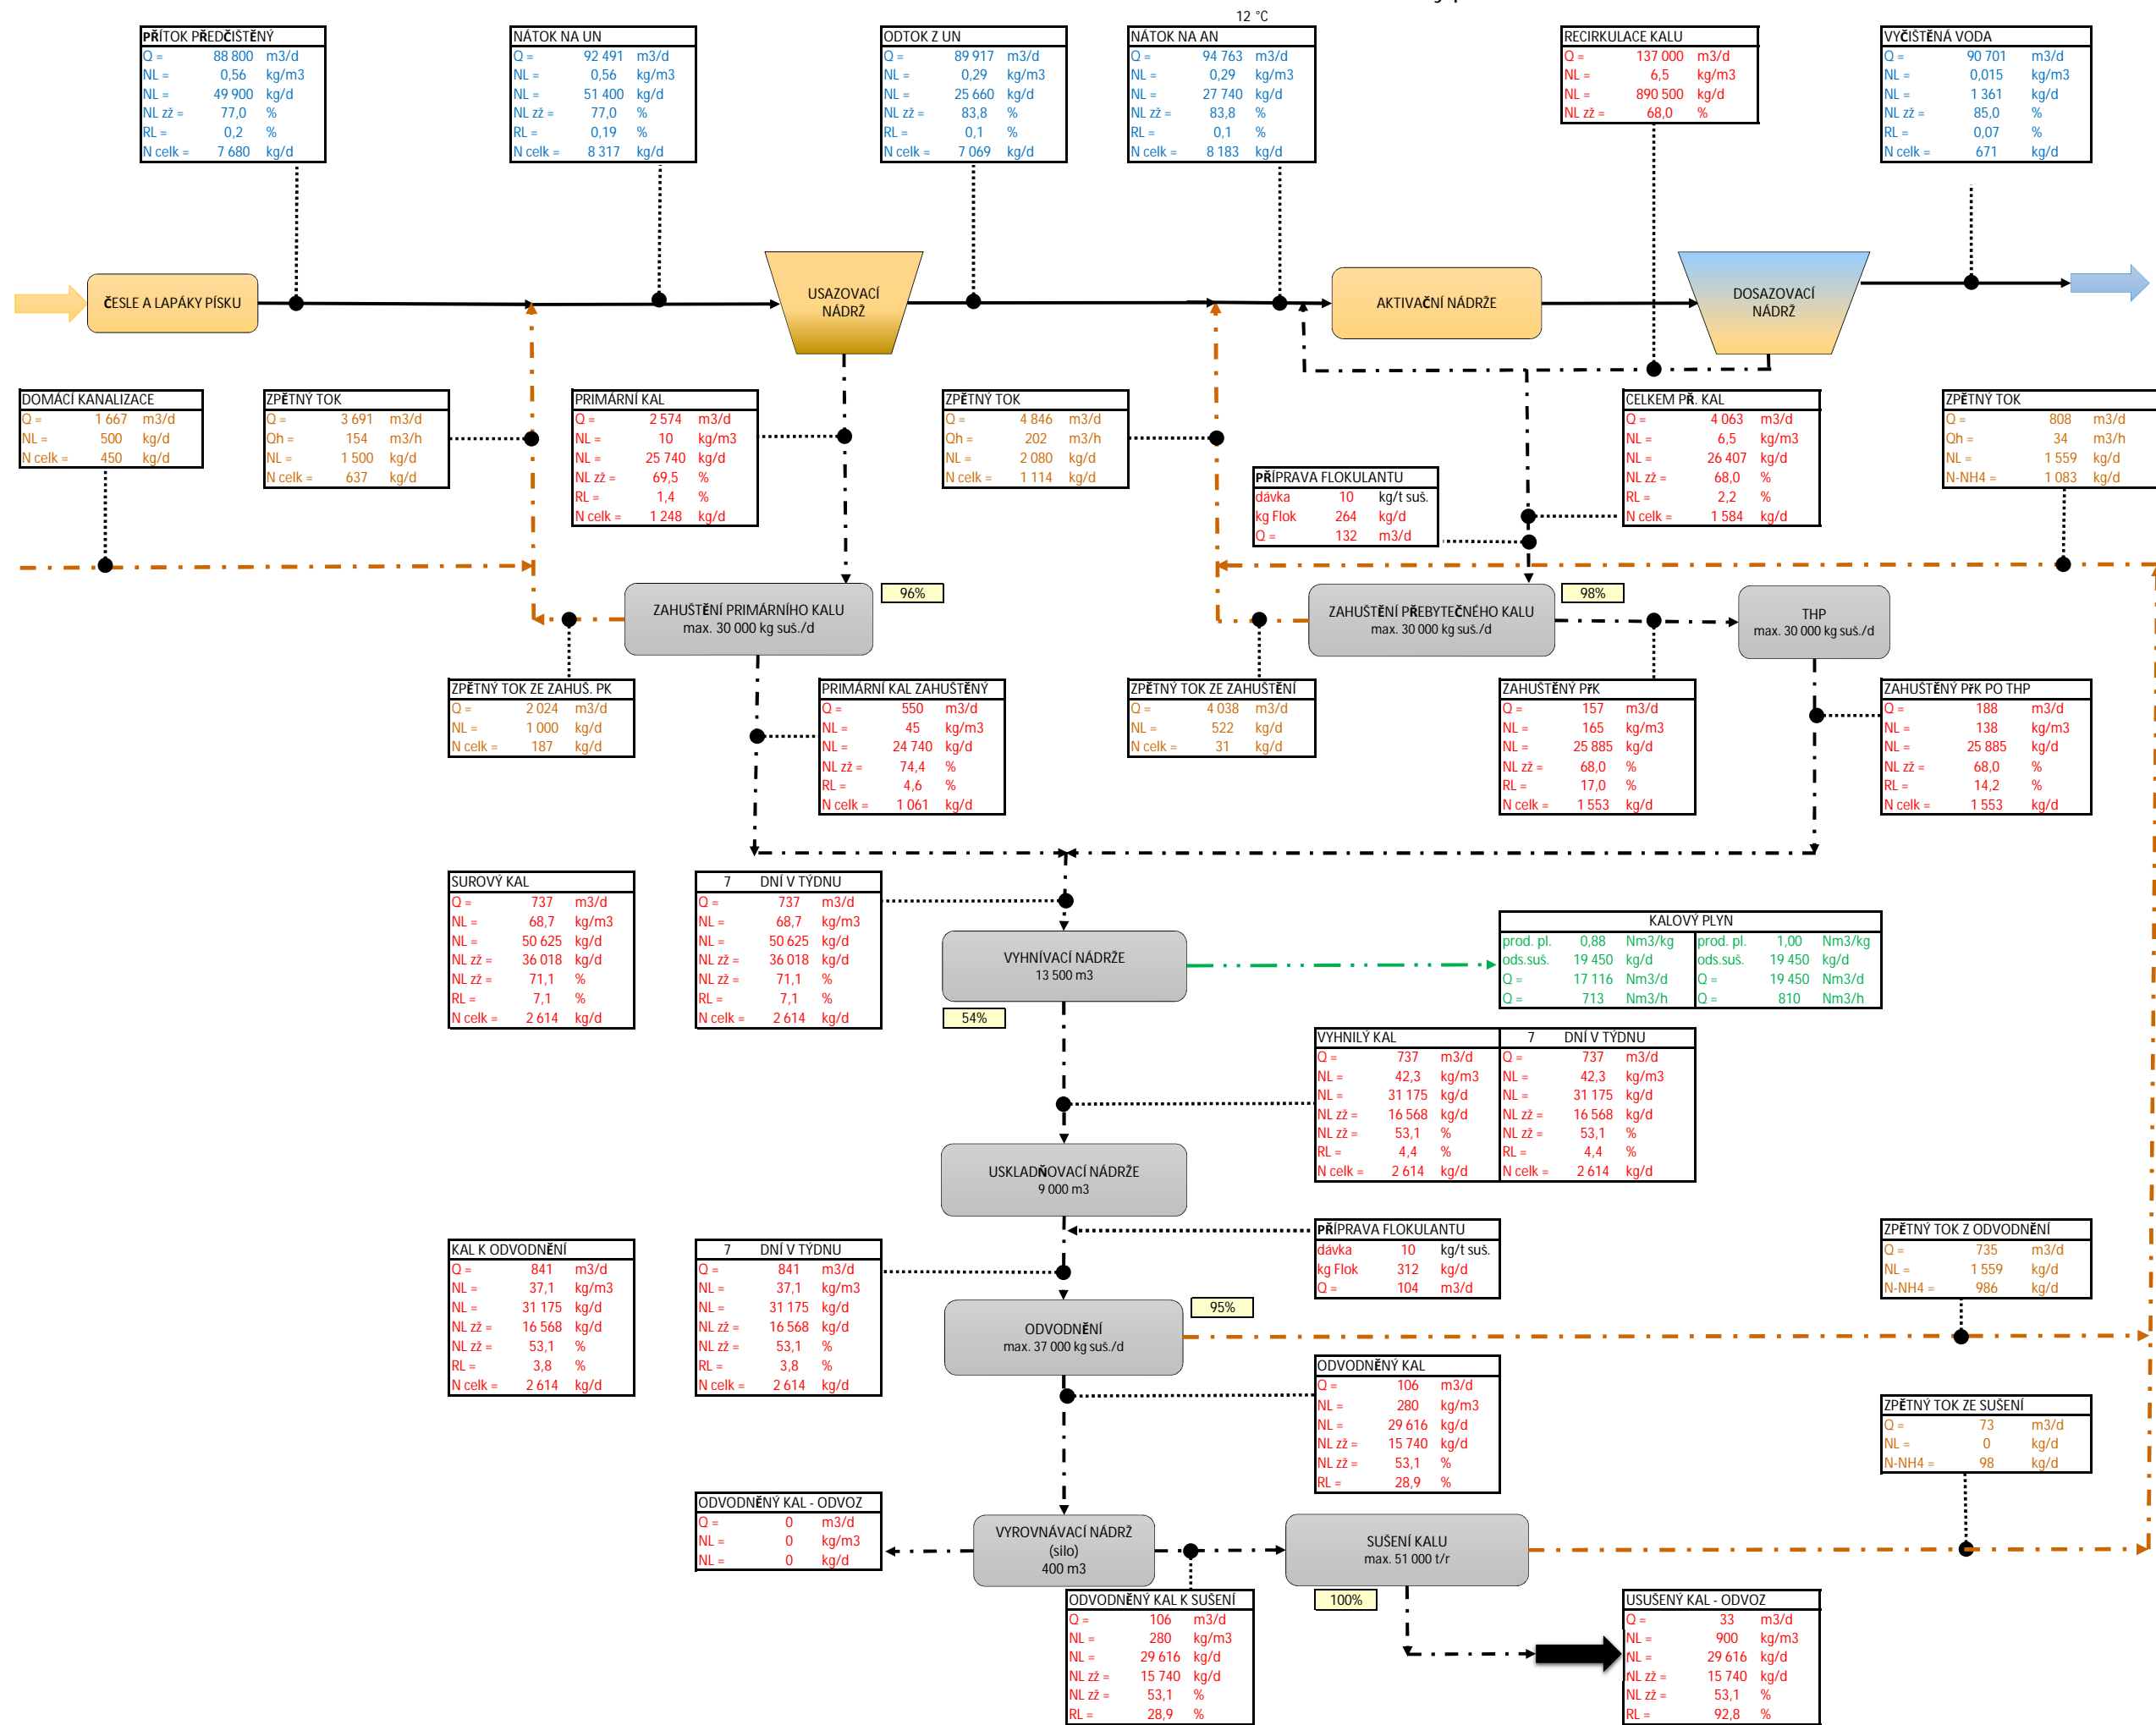 12 °C
PŘÍTOK PŘEDČIŠTĚNÝ
Q = 88 800 m3/d
NL = 0,56 kg/m3
NL = 49 900 kg/d
NL zž = 77,0 %
RL = 0,2 %
N celk = 7 680 kg/d
NÁTOK NA UN
Q = 92 491 m3/d
NL = 0,56 kg/m3
NL = 51 400 kg/d
NL zž = 77,0 %
RL = 0,19 %
N celk = 8 317 kg/d
ODTOK Z UN
Q = 89 917 m3/d
NL = 0,29 kg/m3
NL = 25 660 kg/d
NL zž = 83,8 %
RL = 0,1 %
N celk = 7 069 kg/d
NÁTOK NA AN
Q = 94 763 m3/d
NL = 0,29 kg/m3
NL = 27 740 kg/d
NL zž = 83,8 %
RL = 0,1 %
N celk = 8 183 kg/d
RECIRKULACE KALU
Q = 137 000 m3/d
NL = 6,5 kg/m3
NL = 890 500 kg/d
NL zž = 68,0 %
VYČIŠTĚNÁ VODA
Q = 90 701 m3/d
NL = 0,015 kg/m3
NL = 1 361 kg/d
NL zž = 85,0 %
RL = 0,07 %
N celk = 671 kg/d
ČESLE A LAPÁKY PÍSKU
USAZOVACÍ
NÁDRŽ
AKTIVAČNÍ NÁDRŽE
DOSAZOVACÍ
NÁDRŽ
DOMÁCÍ KANALIZACE
Q = 1 667 m3/d
NL = 500 kg/d
N celk = 450 kg/d
ZPĚTNÝ TOK
Q = 3 691 m3/d
Qh = 154 m3/h
NL = 1 500 kg/d
N celk = 637 kg/d
PRIMÁRNÍ KAL
Q = 2 574 m3/d
NL = 10 kg/m3
NL = 25 740 kg/d
NL zž = 69,5 %
RL = 1,4 %
N celk = 1 248 kg/d
ZPĚTNÝ TOK
Q = 4 846 m3/d
Qh = 202 m3/h
NL = 2 080 kg/d
N celk = 1 114 kg/d
PŘÍPRAVA FLOKULANTU
dávka 10 kg/t suš.
kg Flok 264 kg/d
Q = 132 m3/d
CELKEM PŘ. KAL
Q = 4 063 m3/d
NL = 6,5 kg/m3
NL = 26 407 kg/d
NL zž = 68,0 %
RL = 2,2 %
N celk = 1 584 kg/d
ZPĚTNÝ TOK
Q = 808 m3/d
Qh = 34 m3/h
NL = 1 559 kg/d
N-NH4 = 1 083 kg/d
ZAHUŠTĚNÍ PRIMÁRNÍHO KALU
max. 30 000 kg suš./d
96%
ZAHUŠTĚNÍ PŘEBYTEČNÉHO KALU
max. 30 000 kg suš./d
98%
THP
max. 30 000 kg suš./d
ZPĚTNÝ TOK ZE ZAHUŠ. PK
Q = 2 024 m3/d
NL = 1 000 kg/d
N celk = 187 kg/d
PRIMÁRNÍ KAL ZAHUŠTĚNÝ
Q = 550 m3/d
NL = 45 kg/m3
NL = 24 740 kg/d
NL zž = 74,4 %
RL = 4,6 %
N celk = 1 061 kg/d
ZPĚTNÝ TOK ZE ZAHUŠTĚNÍ
Q = 4 038 m3/d
NL = 522 kg/d
N celk = 31 kg/d
ZAHUŠTĚNÝ PřK
Q = 157 m3/d
NL = 165 kg/m3
NL = 25 885 kg/d
NL zž = 68,0 %
RL = 17,0 %
N celk = 1 553 kg/d
ZAHUŠTĚNÝ PřK PO THP
Q = 188 m3/d
NL = 138 kg/m3
NL = 25 885 kg/d
NL zž = 68,0 %
RL = 14,2 %
N celk = 1 553 kg/d
SUROVÝ KAL
Q = 737 m3/d
NL = 68,7 kg/m3
NL = 50 625 kg/d
NL zž = 36 018 kg/d
NL zž = 71,1 %
RL = 7,1 %
N celk = 2 614 kg/d
7 DNÍ V TÝDNU
Q = 737 m3/d
NL = 68,7 kg/m3
NL = 50 625 kg/d
NL zž = 36 018 kg/d
NL zž = 71,1 %
RL = 7,1 %
N celk = 2 614 kg/d
VYHNÍVACÍ NÁDRŽE
13 500 m3
54%
KALOVÝ PLYN
prod. pl. 0,88 Nm3/kg prod. pl. 1,00 Nm3/kg
ods.suš. 19 450 kg/d ods.suš. 19 450 kg/d
Q = 17 116 Nm3/d Q = 19 450 Nm3/d
Q = 713 Nm3/h Q = 810 Nm3/h
VYHNILÝ KAL 7 DNÍ V TÝDNU
Q = 737 m3/d Q = 737 m3/d
NL = 42,3 kg/m3 NL = 42,3 kg/m3
NL = 31 175 kg/d NL = 31 175 kg/d
NL zž = 16 568 kg/d NL zž = 16 568 kg/d
NL zž = 53,1 % NL zž = 53,1 %
RL = 4,4 % RL = 4,4 %
N celk = 2 614 kg/d N celk = 2 614 kg/d
USKLADŇOVACÍ NÁDRŽE
9 000 m3
PŘÍPRAVA FLOKULANTU
dávka 10 kg/t suš.
kg Flok 312 kg/d
Q = 104 m3/d
ZPĚTNÝ TOK Z ODVODNĚNÍ
Q = 735 m3/d
NL = 1 559 kg/d
N-NH4 = 986 kg/d
KAL K ODVODNĚNÍ
Q = 841 m3/d
NL = 37,1 kg/m3
NL = 31 175 kg/d
NL zž = 16 568 kg/d
NL zž = 53,1 %
RL = 3,8 %
N celk = 2 614 kg/d
7 DNÍ V TÝDNU
Q = 841 m3/d
NL = 37,1 kg/m3
NL = 31 175 kg/d
NL zž = 16 568 kg/d
NL zž = 53,1 %
RL = 3,8 %
N celk = 2 614 kg/d
ODVODNĚNÍ
max. 37 000 kg suš./d
95%
ODVODNĚNÝ KAL
Q = 106 m3/d
NL = 280 kg/m3
NL = 29 616 kg/d
NL zž = 15 740 kg/d
NL zž = 53,1 %
RL = 28,9 %
ZPĚTNÝ TOK ZE SUŠENÍ
Q = 73 m3/d
NL = 0 kg/d
N-NH4 = 98 kg/d
ODVODNĚNÝ KAL - ODVOZ
Q = 0 m3/d
NL = 0 kg/m3
NL = 0 kg/d
VYROVNÁVACÍ NÁDRŽ
(silo)
400 m3
SUŠENÍ KALU
max. 51 000 t/r
100%
ODVODNĚNÝ KAL K SUŠENÍ
Q = 106 m3/d
NL = 280 kg/m3
NL = 29 616 kg/d
NL zž = 15 740 kg/d
NL zž = 53,1 %
RL = 28,9 %
USUŠENÝ KAL - ODVOZ
Q = 33 m3/d
NL = 900 kg/m3
NL = 29 616 kg/d
NL zž = 15 740 kg/d
NL zž = 53,1 %
RL = 92,8 %